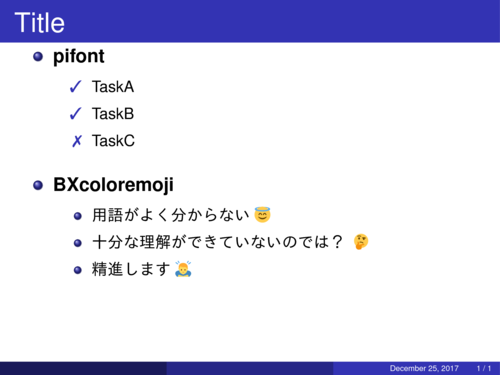 Title
pifont
✓ TaskA
✓ TaskB
✗ TaskC
BXcoloremoji
用語がよく分からない 😇
十分な理解ができていないのでは？ 🤔
精進します 🙇
December 25, 2017 1 / 1